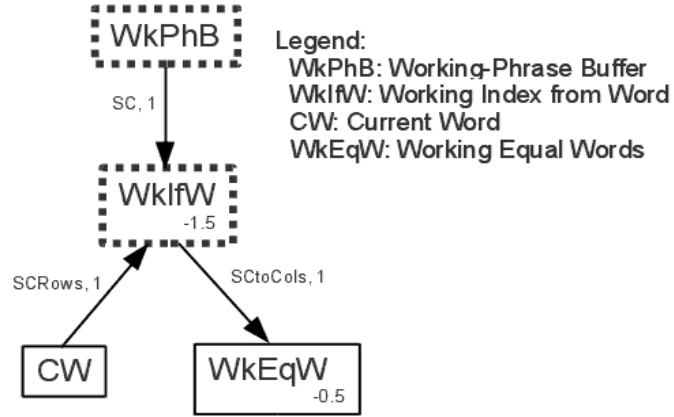 WkPhB
Legend:
WkPhB: Working-Phrase Buffer
WkIfW: Working Index from Word
CW: Current Word
WkEqW: Working Equal Words
SC, 1
WkIfW
-1.5
SCRows, 1
SCtoCols, 1
CW
WkEqW
-0.5